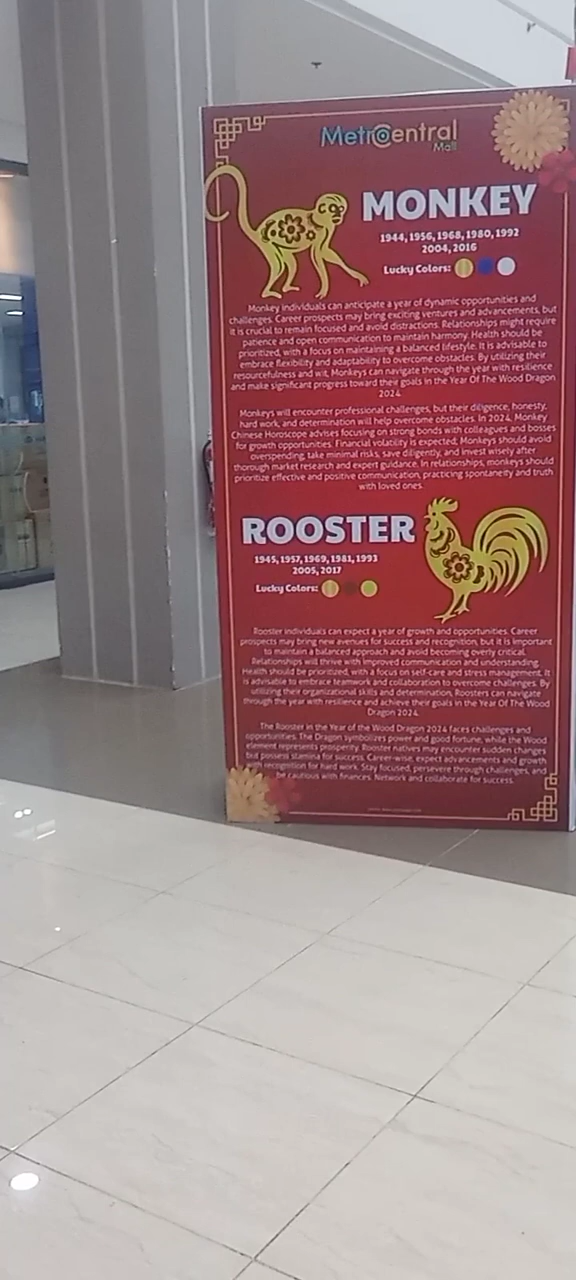 MetroCentral
Mall
MONKEY
1944, 1956, 1968, 1980, 1992
2004, 2016
Lucky Colors:
Monkey individuals can anticipate a year of dynamic opportunities and
challenges. Career prospects may bring exciting ventures and advancements, but
it is crucial to remain focused and avoid distractions. Relationships might require
patience and open communication to maintain harmony. Health should be
prioritized, with a focus on maintaining a balanced lifestyle. It is advisable to
embrace flexibility and adaptability to overcome obstacles. By utilizing their
resourcefulness and wit, Monkeys can navigate through the year with resilience
and make significant progress toward their goals in the Year Of The Wood Dragon
2024.
Monkeys will encounter professional challenges, but their diligence, honesty,
hard work, and determination will help overcome obstacles. In 2024, Monkey
Chinese Horoscope advises focusing on strong bonds with colleagues and bosses
for growth opportunities. Financial volatility is expected; Monkeys should avoid
overspending, take minimal risks, save diligently, and invest wisely after
thorough market research and expert guidance. In relationships, monkeys should
prioritize effective and positive communication, practicing spontaneity and truth
with loved ones.
ROOSTER
1945, 1957, 1969, 1981, 1993
2005, 2017
Lucky Colors:
Rooster individuals can expect a year of growth and opportunities. Career
prospects may bring new avenues for success and recognition, but it is important
to maintain a balanced approach and avoid becoming overly critical.
Relationships will thrive with improved communication and understanding.
Health should be prioritized, with a focus on self-care and stress management. It
is advisable to embrace teamwork and collaboration to overcome challenges. By
utilizing their organizational skills and determination, Roosters can navigate
through the year with resilience and achieve their goals in the Year Of The Wood
Dragon 2024.
The Rooster in the Year of the Wood Dragon 2024 faces challenges and
opportunities. The Dragon symbolizes power and good fortune, while the Wood
element represents prosperity. Rooster natives may encounter sudden changes
but possess stamina for success. Career-wise, expect advancements and growth
with recognition for hard work. Stay focused, persevere through challenges, and
be cautious with finances. Network and collaborate for success.